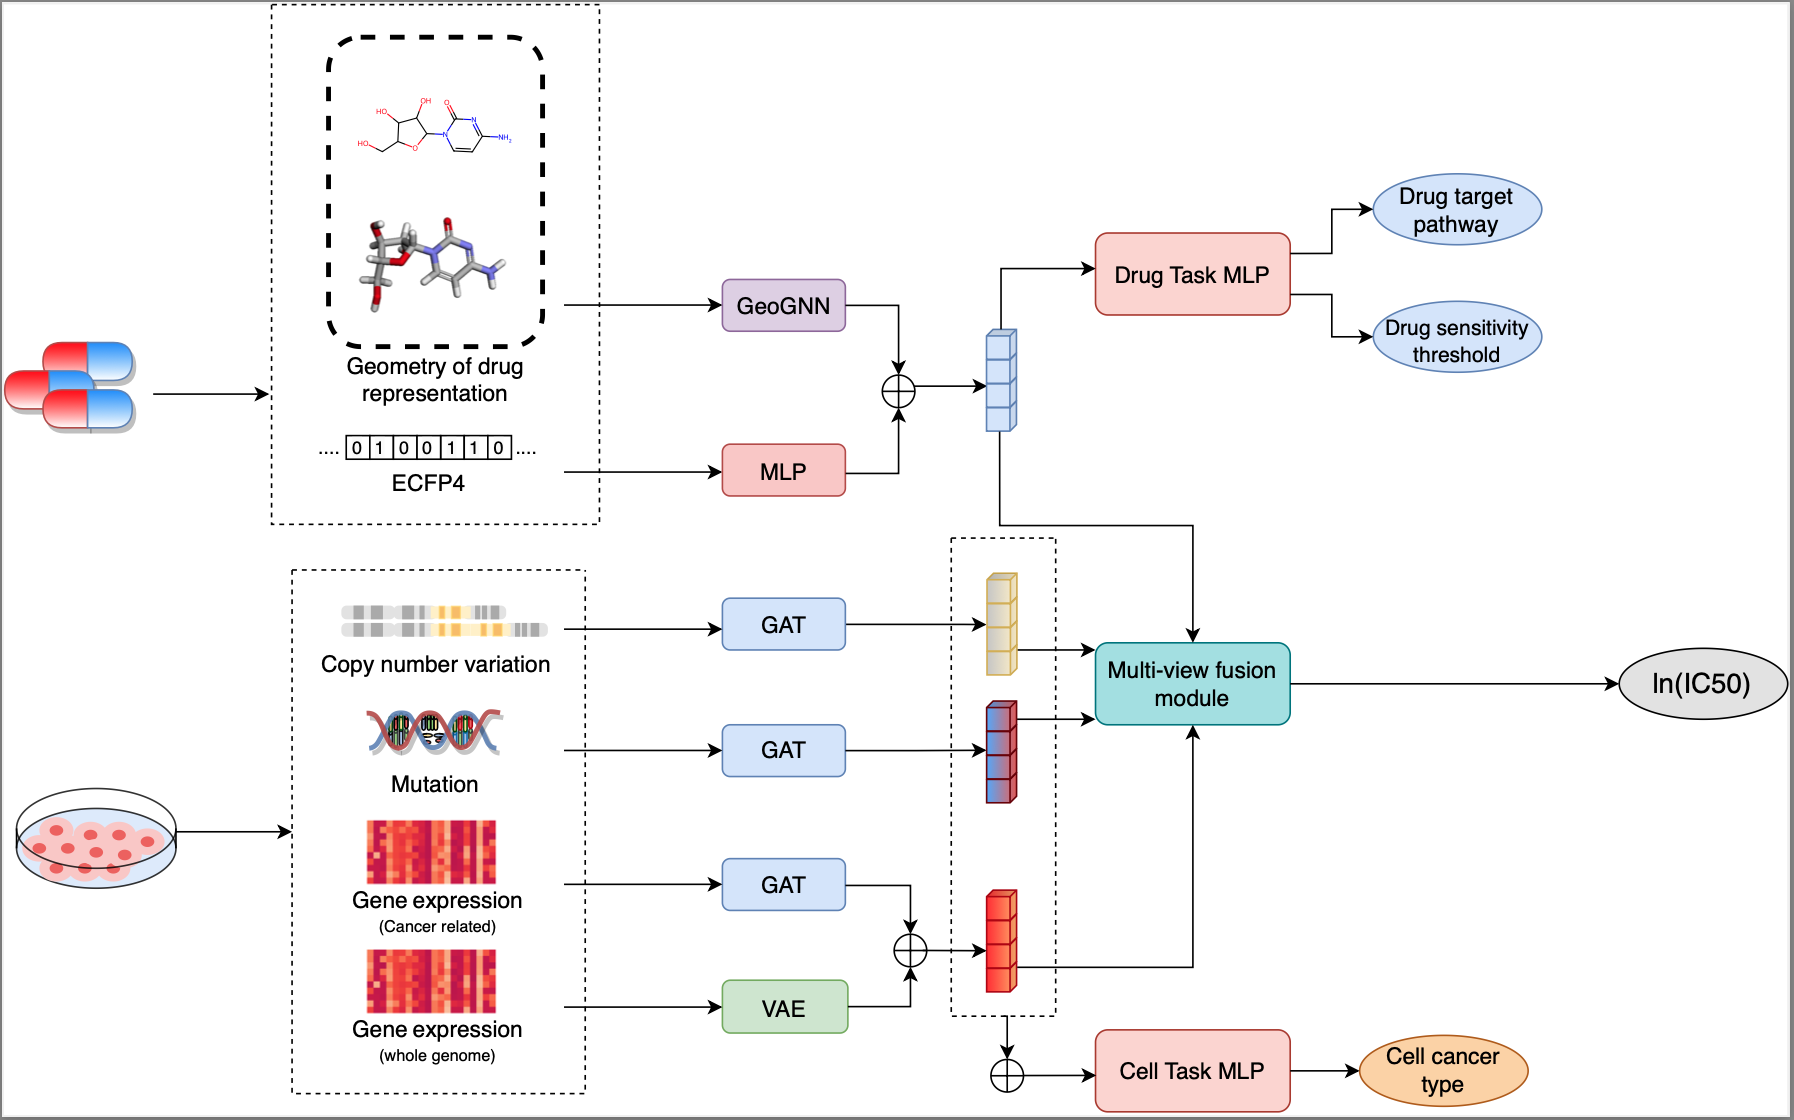 OH
HO
O
N
NH2
HO
O
N
Geometry of drug
representation
.... 0 1 0 0 1 1 0 ....
ECFP4
GeoGNN
MLP
Drug Task MLP
Drug target
pathway
Drug sensitivity
threshold
Copy number variation
Mutation
Gene expression
(Cancer related)
Gene expression
(whole genome)
GAT
GAT
GAT
VAE
Multi-view fusion
module
ln(IC50)
Cell Task MLP
Cell cancer
type